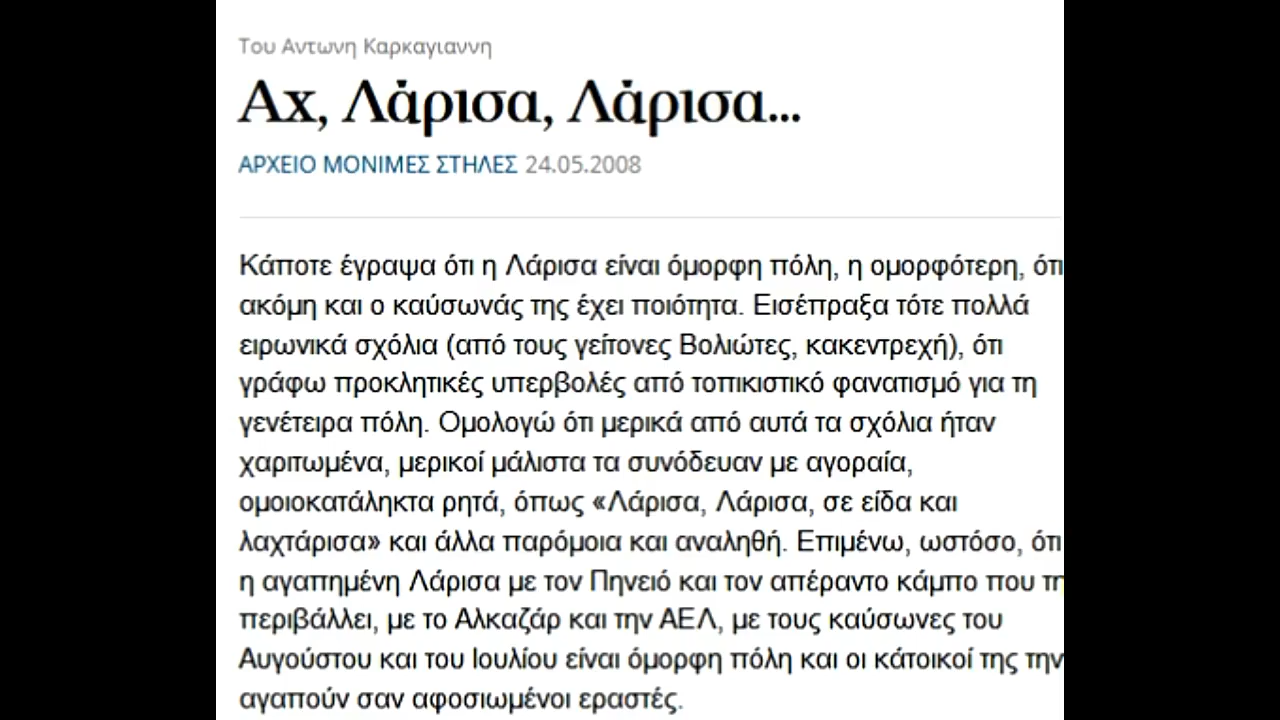 Του Αντωνη Καρκαγιαννη
Αχ, Λάρισα, Λάρισα...
ΑΡΧΕΙΟ ΜΟΝΙΜΕΣ ΣΤΗΛΕΣ 24.05.2008
Κάποτε έγραψα ότι η Λάρισα είναι όμορφη πόλη, η ομορφότερη, ότι
ακόμη και ο καύσωνάς της έχει ποιότητα. Εισέπραξα τότε πολλά
ειρωνικά σχόλια (από τους γείτονες Βολιώτες, κακεντρεχή), ότι
γράφω προκλητικές υπερβολές από τοπικιστικό φανατισμό για τη
γενέτειρα πόλη. Ομολογώ ότι μερικά από αυτά τα σχόλια ήταν
χαριτωμένα, μερικοί μάλιστα τα συνόδευαν με αγοραία,
ομοιοκατάληκτα ρητά, όπως «Λάρισα, Λάρισα, σε είδα και
λαχτάρισα» και άλλα παρόμοια και αναληθή. Επιμένω, ωστόσο, ότι
η αγαπημένη Λάρισα με τον Πηνειό και τον απέραντο κάμπο που τη
περιβάλλει, με το Αλκαζάρ και την ΑΕΛ, με τους καύσωνες του
Αυγούστου και του Ιουλίου είναι όμορφη πόλη και οι κάτοικοί της την
αγαπούν σαν αφοσιωμένοι εραστές.